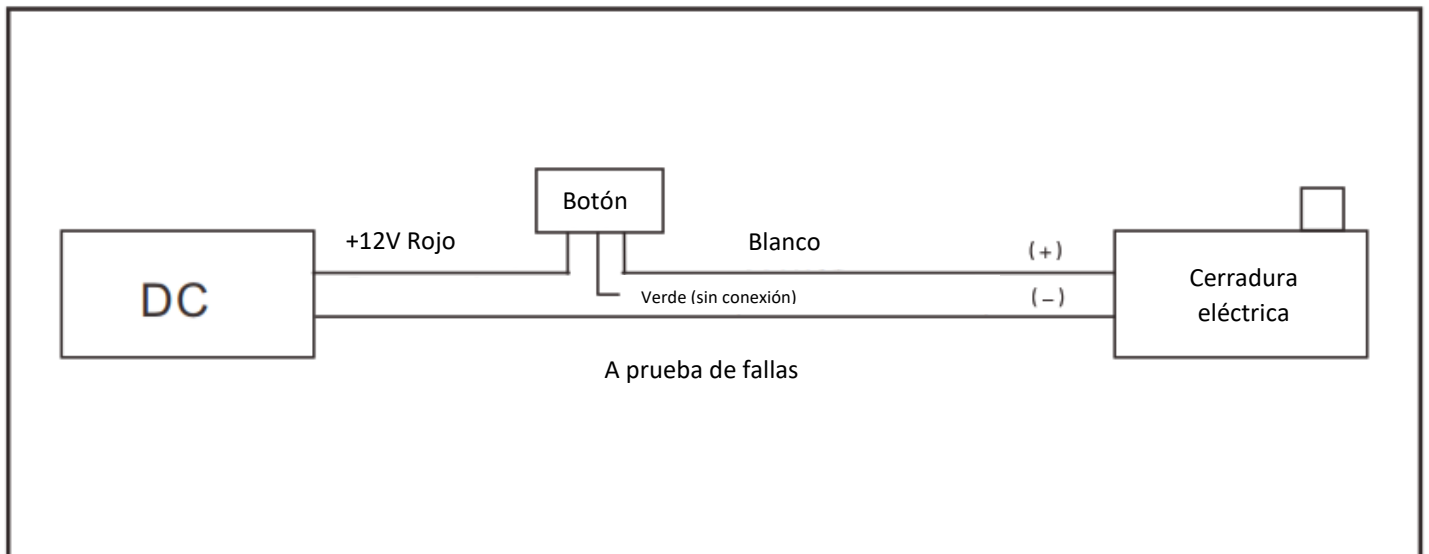 Botón
+12V Rojo
Blanco
(+)
DC
Cerradura
eléctrica
Verde (sin conexión)
(–)
A prueba de fallas